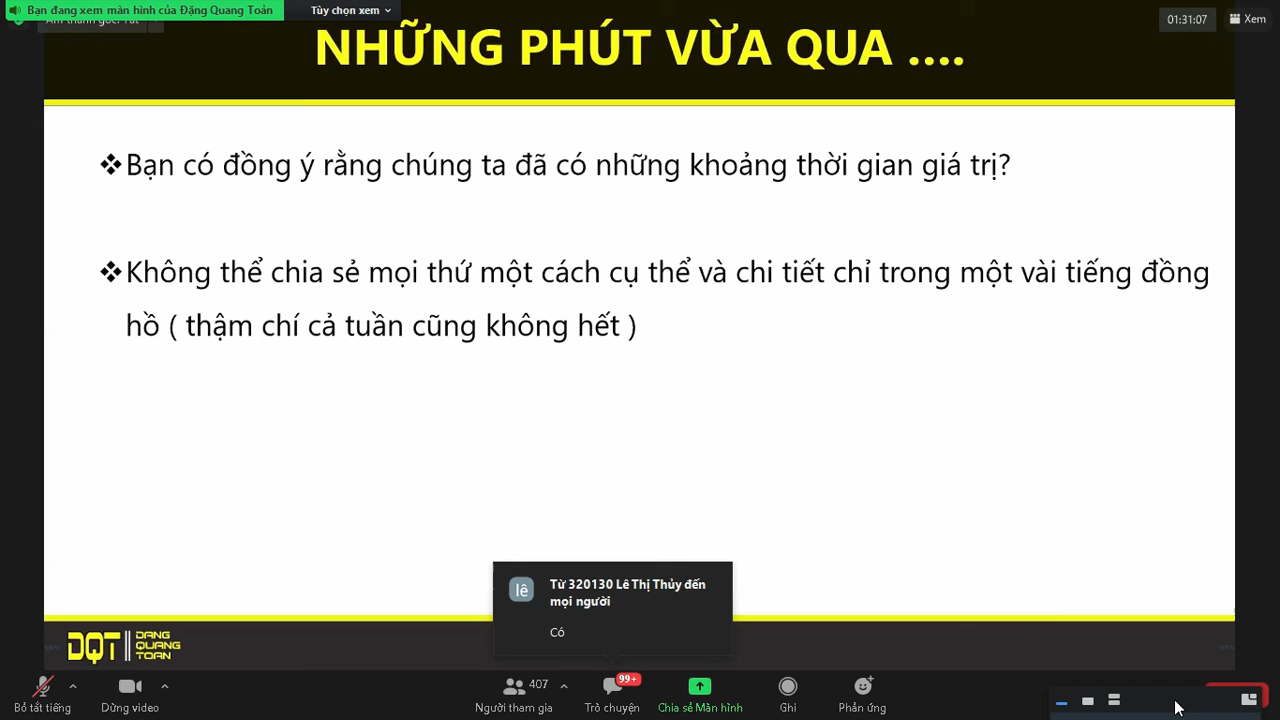 Bạn đang xem màn hình của Đặng Quang Toản
Tùy chọn xem
01:31:07
Xem
NHỮNG PHÚT VỪA QUA ....
❖Bạn có đồng ý rằng chúng ta đã có những khoảng thời gian giá trị?
❖Không thể chia sẻ mọi thứ một cách cụ thể và chi tiết chỉ trong một vài tiếng đồng
hồ ( thậm chí cả tuần cũng không hết )
lê
Từ 320130 Lê Thị Thủy đến
mọi người
Có
DQT
DANG
QUANG
TOAN
407
99+
Bỏ tắt tiếng
Dừng video
Người tham gia
Trò chuyện
Chia sẻ Màn hình
Ghi
Phản ứng